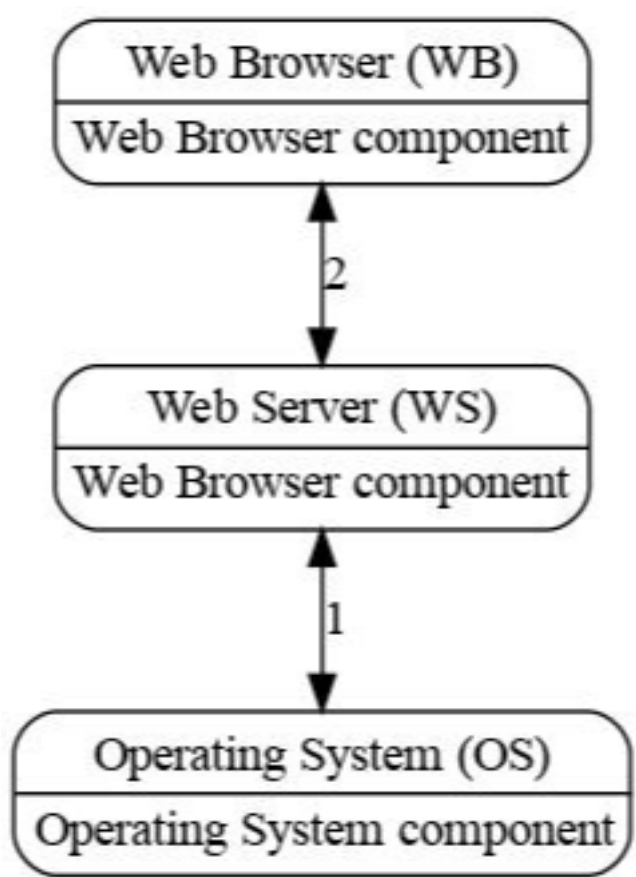 Web Browser (WB)
Web Browser component
2
Web Server (WS)
Web Browser component
1
Operating System (OS)
Operating System component